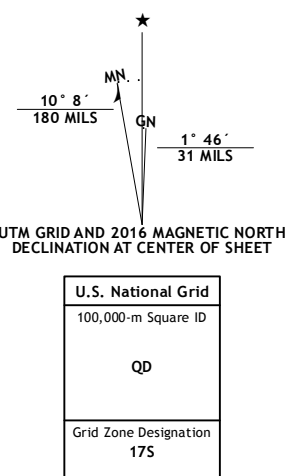 ★
MN
GN
10° 8´
180 MILS
1° 46´
31 MILS
UTM GRID AND 2016 MAGNETIC NORTH
DECLINATION AT CENTER OF SHEET
U.S. National Grid
100,000-m Square ID
QD
Grid Zone Designation
17S